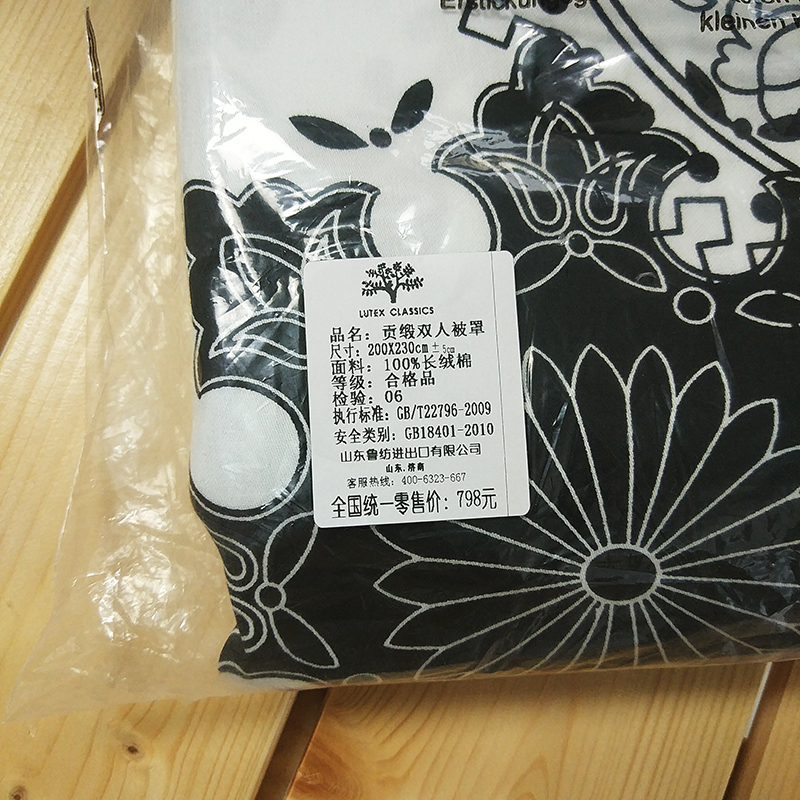 kleinen
LUTEX CLASSICS
品名: 贡缎双人被罩
尺寸: 200X230cm ± 5cm
面料: 100%长绒棉
等级: 合格品
检验: 06
执行标准: GB/T22796-2009
安全类别: GB18401-2010
山东鲁纺进出口有限公司
山东.济南
客服热线: 400-6323-667
全国统一零售价: 798元